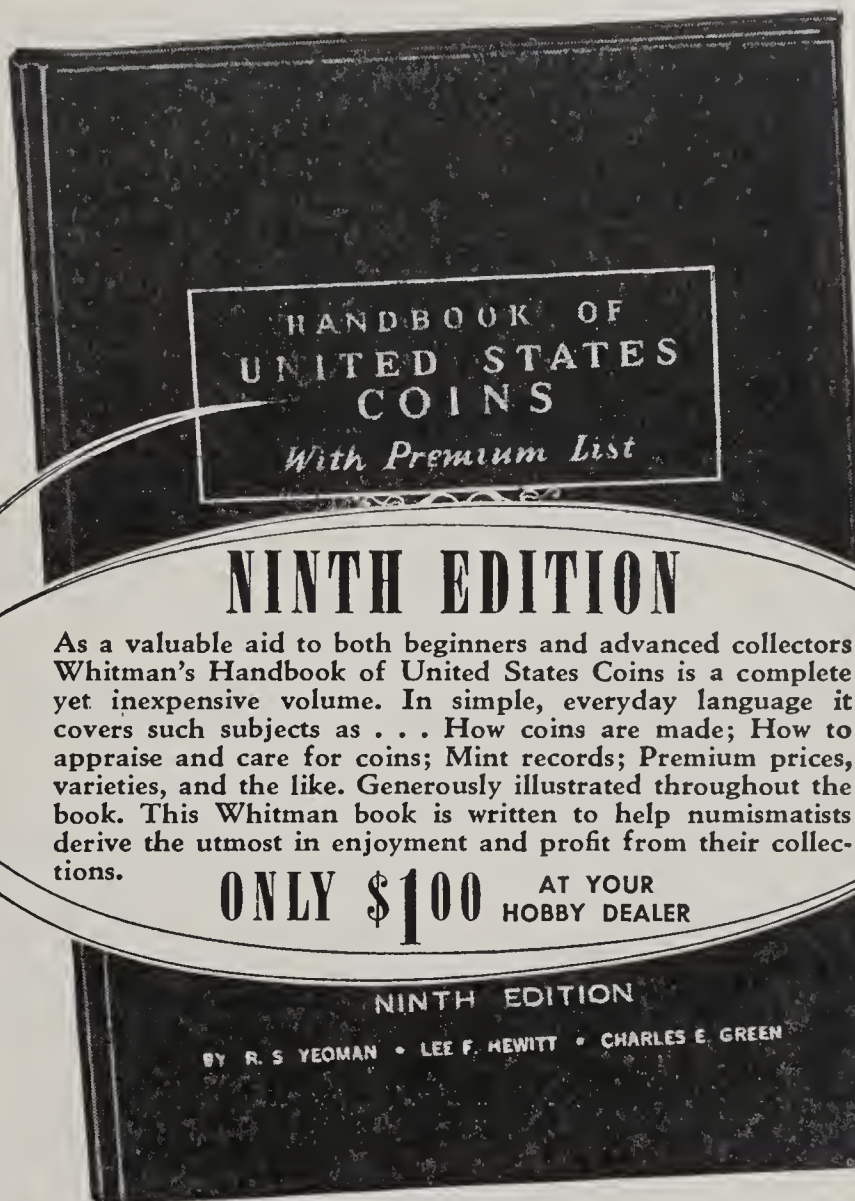 HANDBOOK OF
UNITED STATES
COINS
With Premium List
NINTH EDITION
As a valuable aid to both beginners and advanced collectors
Whitman's Handbook of United States Coins is a complete
yet inexpensive volume. In simple, everyday language it
covers such subjects as . . . How coins are made; How to
appraise and care for coins; Mint records; Premium prices,
varieties, and the like. Generously illustrated throughout the
book. This Whitman book is written to help numismatists
derive the utmost in enjoyment and profit from their collec-
tions.
ONLY $100 AT YOUR
HOBBY DEALER
NINTH EDITION
BY R. S YEOMAN • LEE F. HEWITT • CHARLES E. GREEN